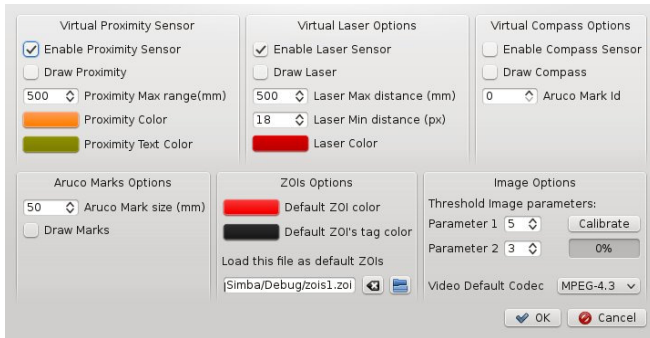 Virtual Proximity Sensor
Enable Proximity Sensor
Draw Proximity
500 Proximity Max range(mm)
Proximity Color
Proximity Text Color
Virtual Laser Options
Enable Laser Sensor
Draw Laser
500 Laser Max distance (mm)
18 Laser Min distance (px)
Laser Color
Virtual Compass Options
Enable Compass Sensor
Draw Compass
0 Aruco Mark Id
Aruco Marks Options
50 Aruco Mark size (mm)
Draw Marks
ZOIs Options
Default ZOI color
Default ZOI's tag color
Load this file as default ZOIs
Simba/Debug/zois1.zoi
Image Options
Threshold Image parameters:
Parameter 1 5 Calibrate
Parameter 2 3 0%
Video Default Codec MPEG-4.3
OK Cancel